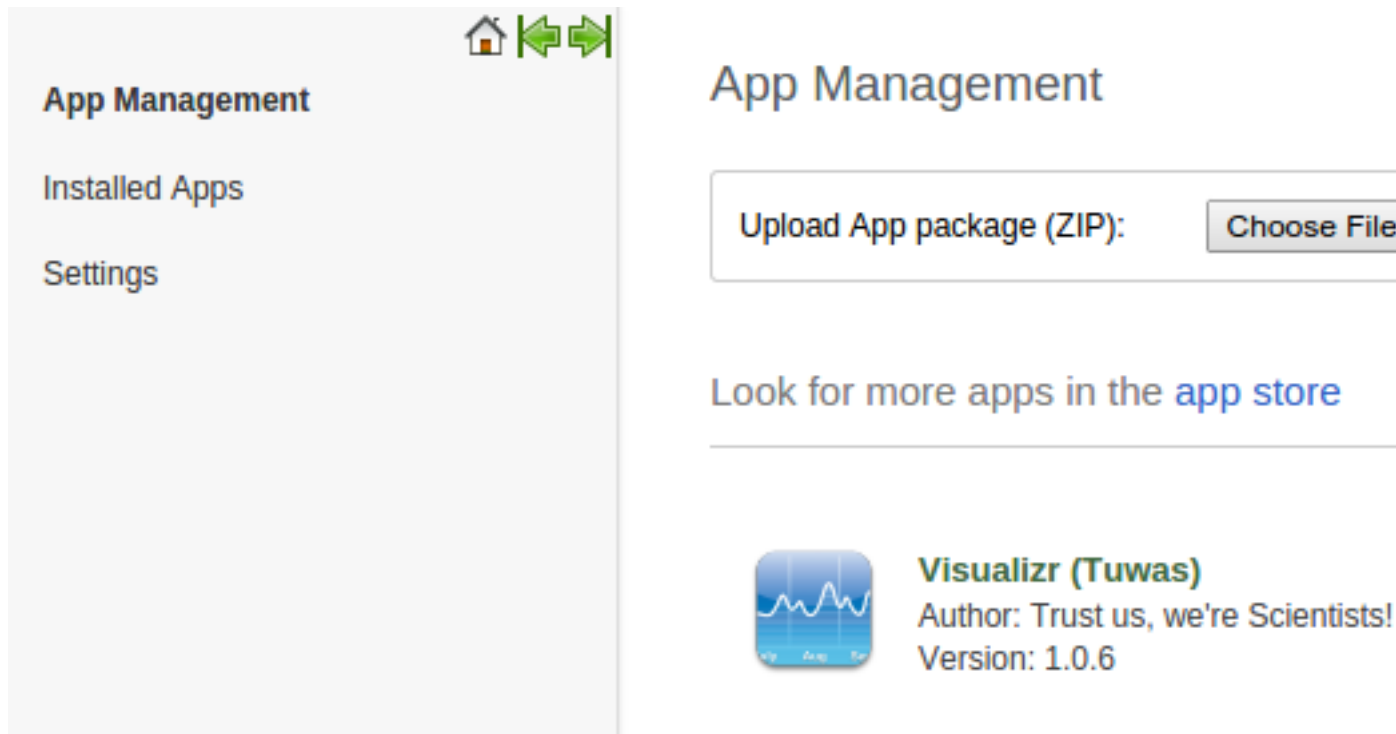 App Management
Installed Apps
Settings
App Management
Upload App package (ZIP): Choose File
Look for more apps in the app store
Visualizr (Tuwas)
Author: Trust us, we're Scientists!
Version: 1.0.6
Aug